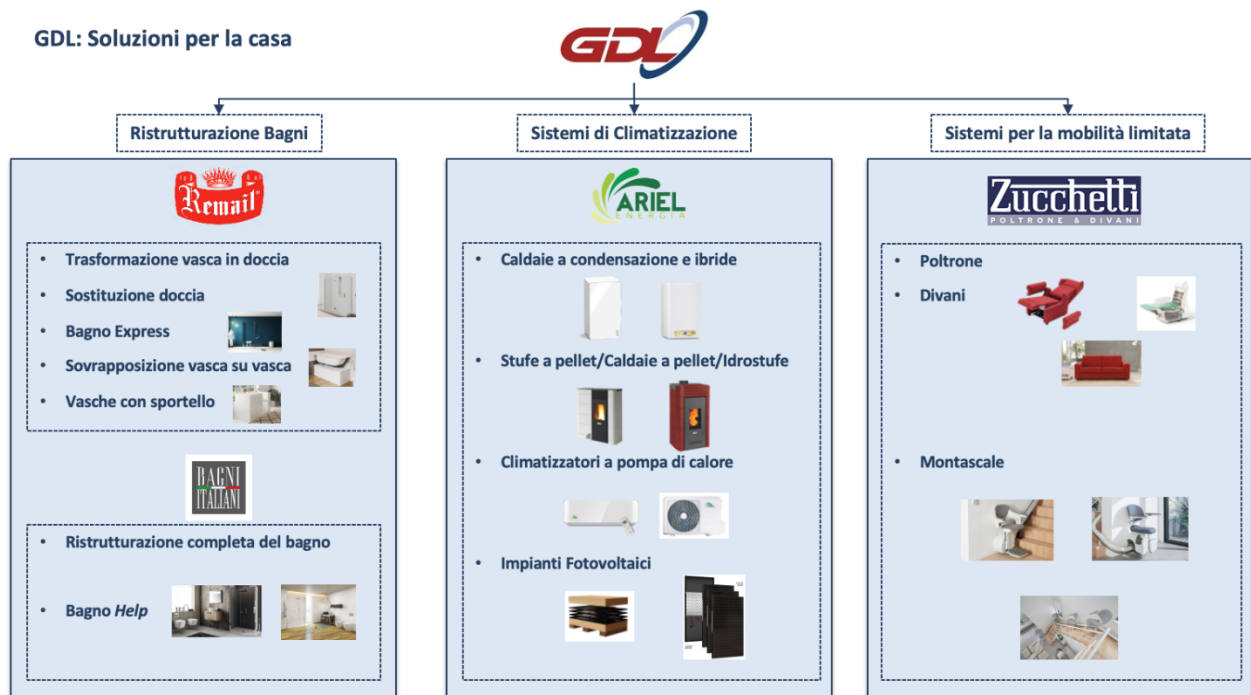 GDL: Soluzioni per la casa
GDL
Ristrutturazione Bagni
Sistemi di Climatizzazione
Sistemi per la mobilità limitata
Remail
ARIEL
ENERGIA
Zucchetti
POLTRONE & DIVANI
• Trasformazione vasca in doccia
• Sostituzione doccia
• Bagno Express
• Sovrapposizione vasca su vasca
• Vasche con sportello
BAGNI
ITALIANI
• Ristrutturazione completa del bagno
• Bagno Help
• Caldaie a condensazione e ibride
• Stufe a pellet/Caldaie a pellet/Idrostufe
• Climatizzatori a pompa di calore
• Impianti Fotovoltaici
• Poltrone
• Divani
• Montascale